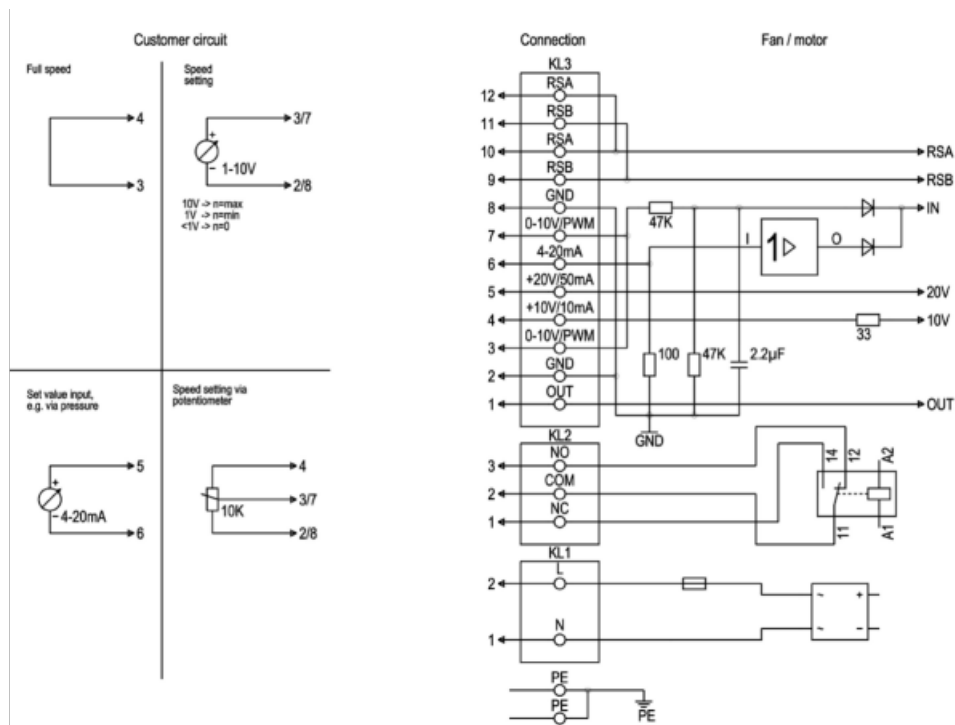 Customer circuit
Connection
Fan / motor
Full speed
4
3
Speed
setting
3/7
+
1-10V
−
2/8
10V -> n=max
1V -> n=min
<1V -> n=0
Set value input,
e.g. via pressure
5
+
− 4-20mA
6
Speed setting via
potentiometer
4
3/7
10K
2/8
KL3
12 RSA
11 RSB
10 RSA RSA
9 RSB RSB
8 GND IN
47K
7 0-10V/PWM
I 1 O
6 4-20mA
5 +20V/50mA 20V
4 +10V/10mA 10V
33
3 0-10V/PWM
100 47K 2.2µF
2 GND
1 OUT OUT
GND
KL2
3 NO
2 COM
1 NC
14 12 A2
11 A1
KL1
2 L
~ +
1 N
~ −
PE
PE
PE